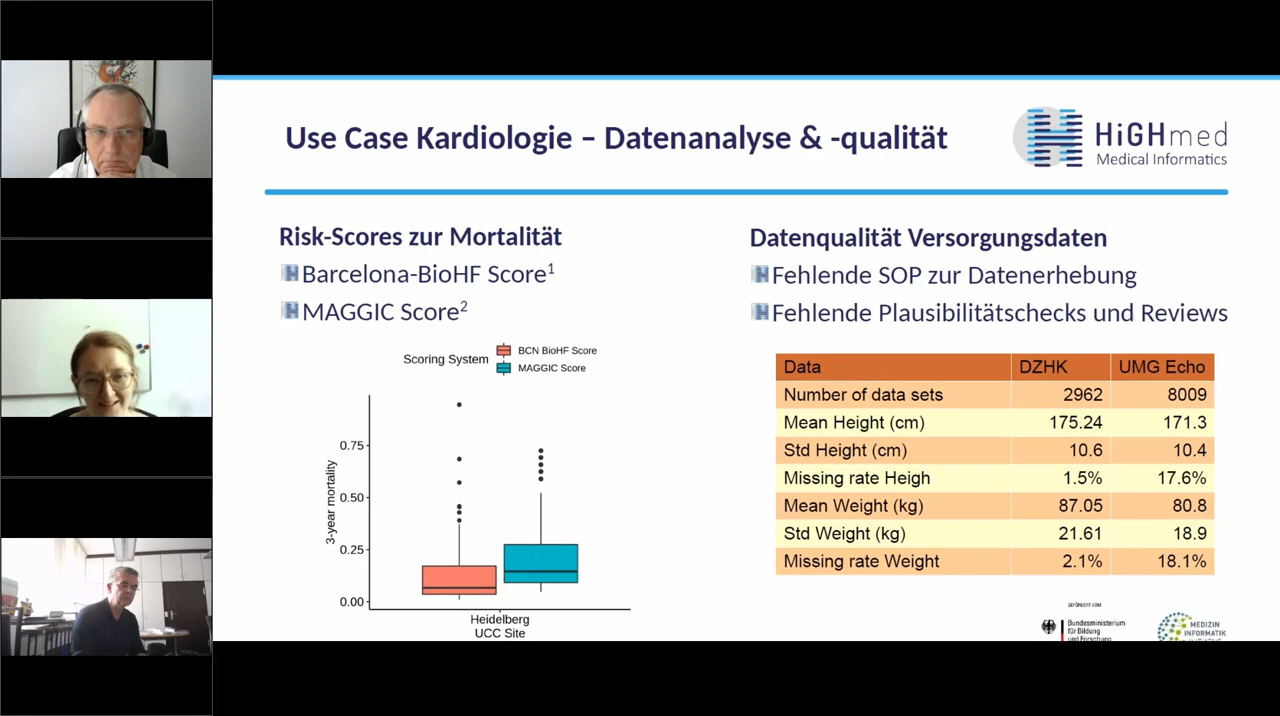 Use Case Kardiologie – Datenanalyse & -qualität
HiGHmed
Medical Informatics
Risk-Scores zur Mortalität
Barcelona-BioHF Score1
MAGGIC Score2
Scoring System
BCN BioHF Score
MAGGIC Score
3-year mortality
0.75
0.50
0.25
0.00
Heidelberg
UCC Site
Datenqualität Versorgungsdaten
Fehlende SOP zur Datenerhebung
Fehlende Plausibilitätschecks und Reviews
Data DZHK UMG Echo
Number of data sets 2962 8009
Mean Height (cm) 175.24 171.3
Std Height (cm) 10.6 10.4
Missing rate Heigh 1.5% 17.6%
Mean Weight (kg) 87.05 80.8
Std Weight (kg) 21.61 18.9
Missing rate Weight 2.1% 18.1%
GEFÖRDERT VOM
Bundesministerium
für Bildung
und Forschung
MEDIZIN
INFORMATIK